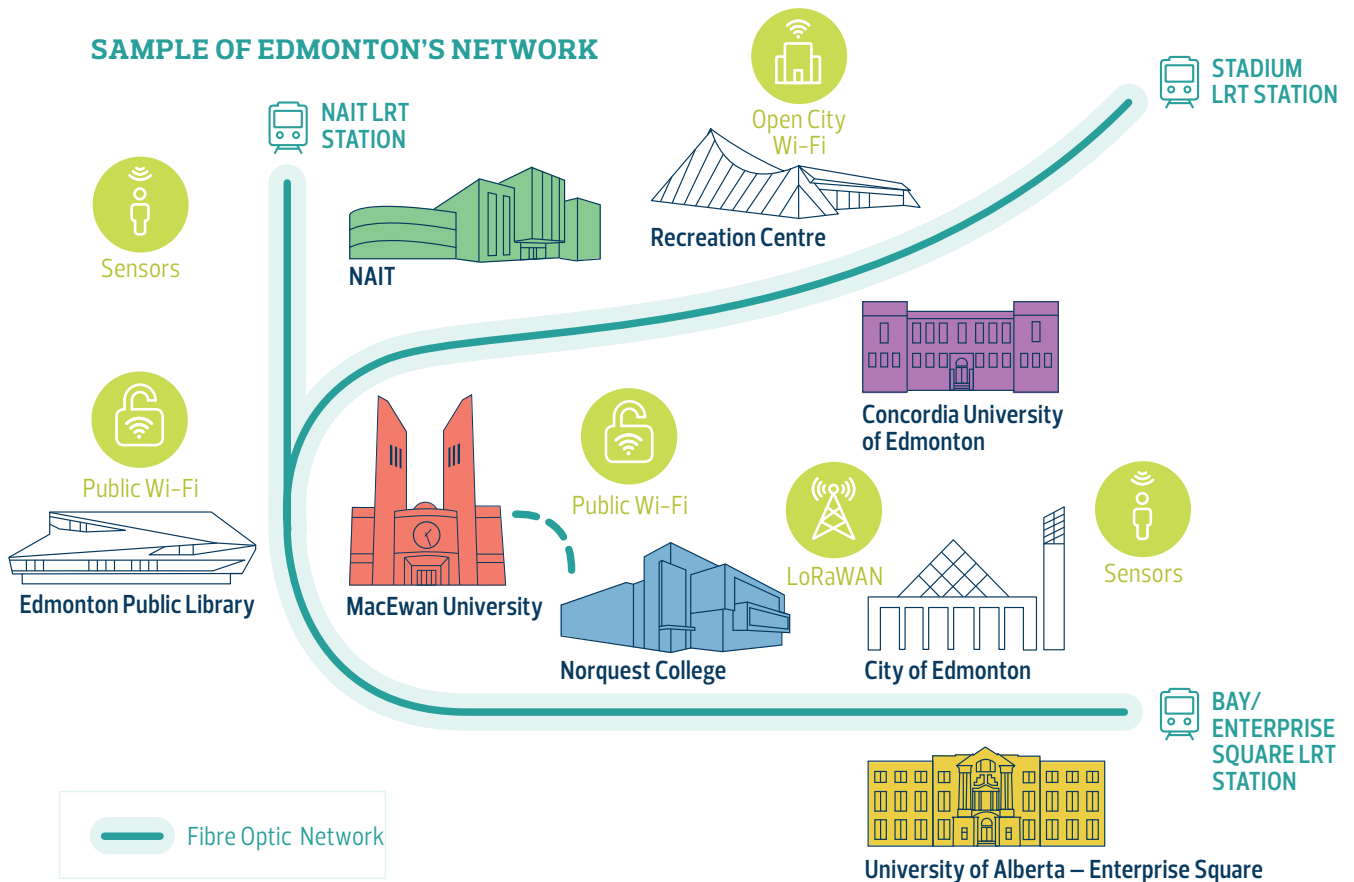 SAMPLE OF EDMONTON'S NETWORK
NAIT LRT
STATION
STADIUM
LRT STATION
Open City
Wi-Fi
Sensors
NAIT
Recreation Centre
Concordia University
of Edmonton
Public Wi-Fi
Public Wi-Fi
LoRaWAN
Sensors
Edmonton Public Library
MacEwan University
Norquest College
City of Edmonton
BAY/
ENTERPRISE
SQUARE LRT
STATION
Fibre Optic Network
University of Alberta – Enterprise Square